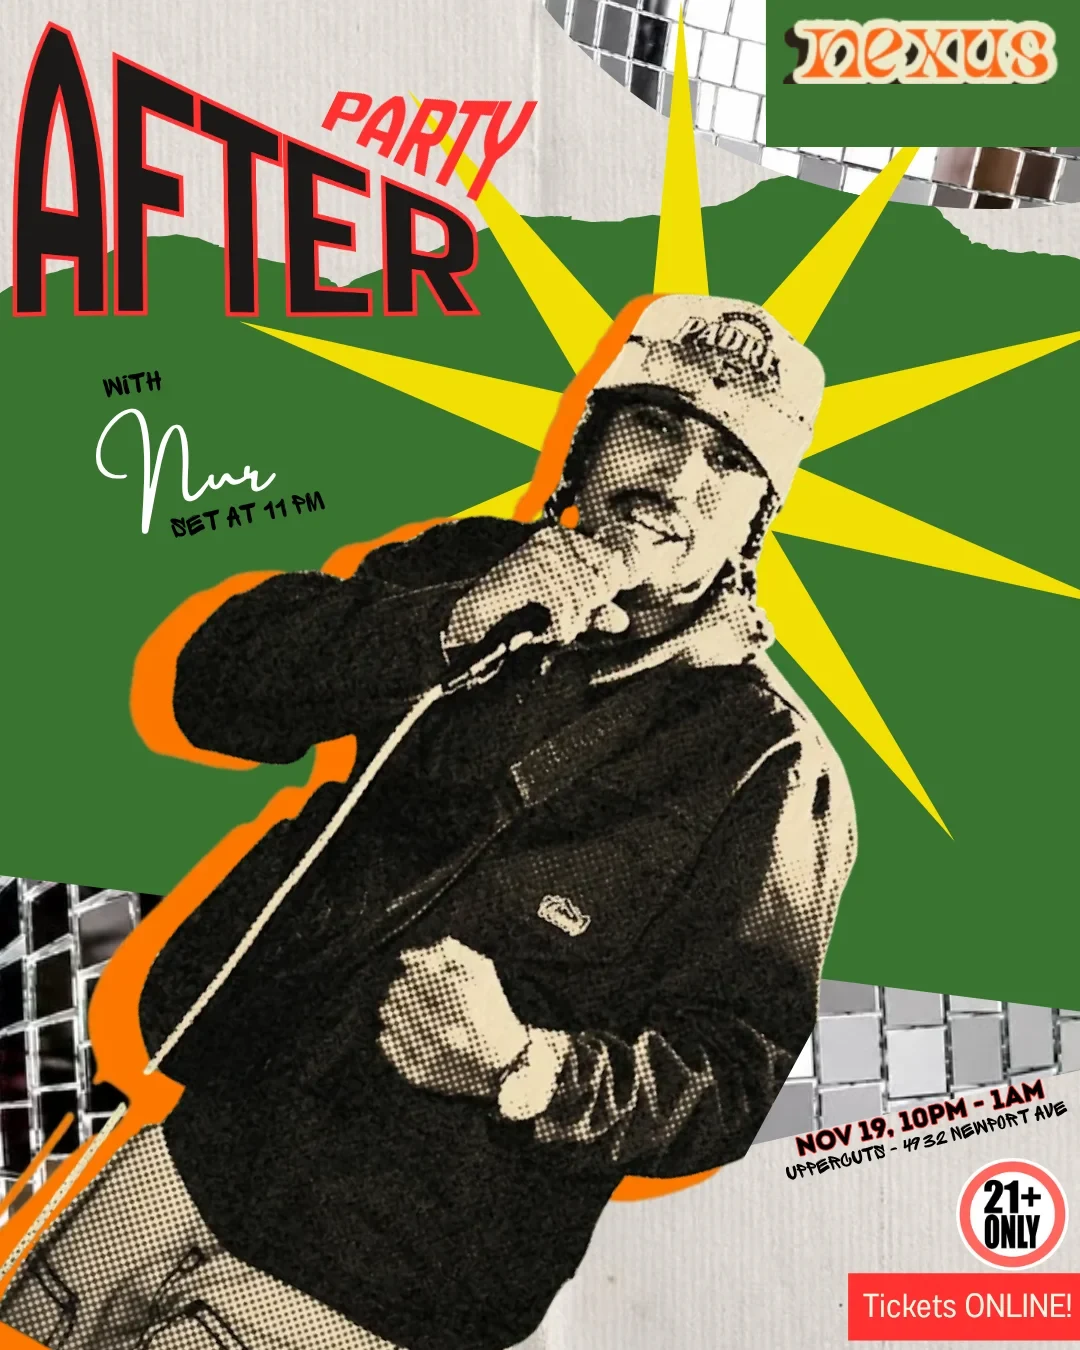 nexus
PARTY
AFTER
WITH
Nur
SET AT 11 PM
PADRES
NOV 19, 10PM - 1AM
UPPERCUTS - 4932 NEWPORT AVE
21+
ONLY
Tickets ONLINE!